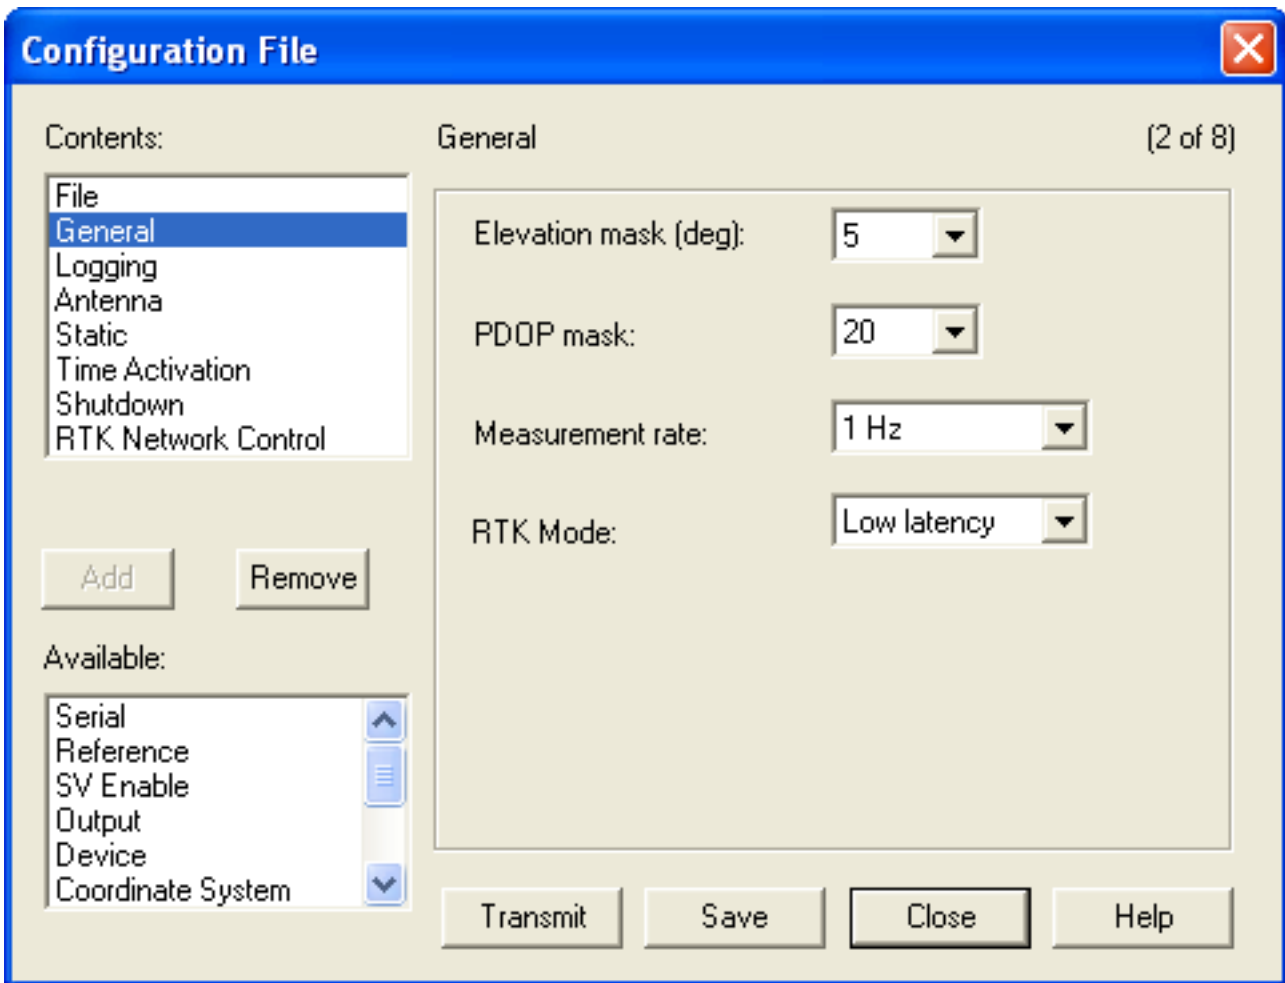 Configuration File
Contents:
File
General
Logging
Antenna
Static
Time Activation
Shutdown
RTK Network Control
Add
Remove
Available:
Serial
Reference
SV Enable
Output
Device
Coordinate System
General
(2 of 8)
Elevation mask (deg): 5
PDOP mask: 20
Measurement rate: 1 Hz
RTK Mode: Low latency
Transmit
Save
Close
Help